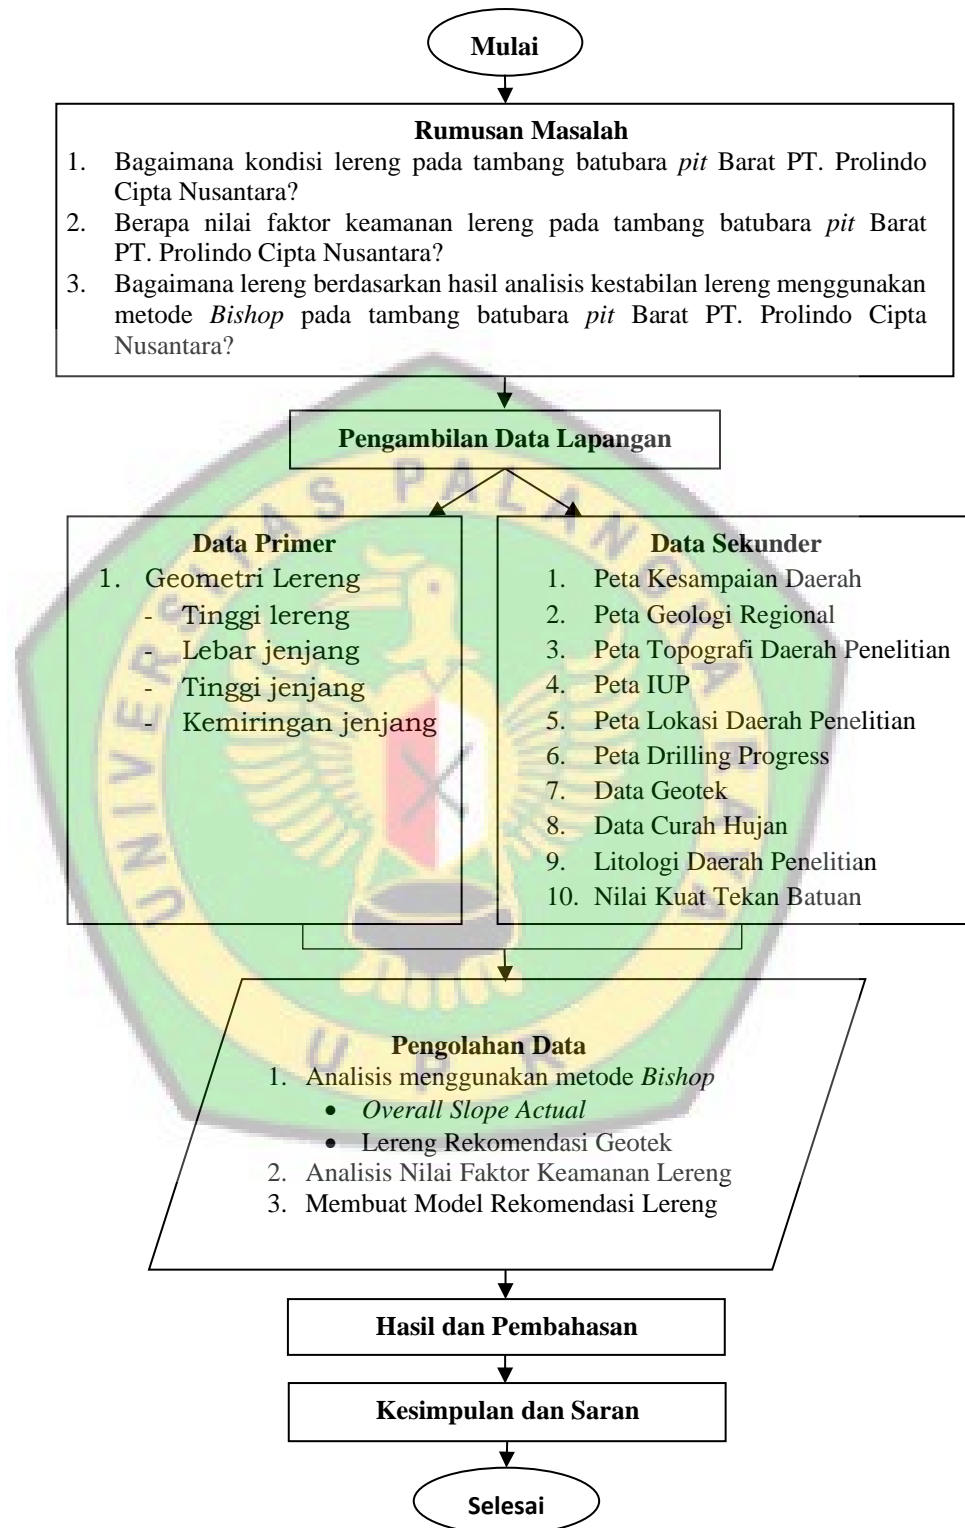 Mulai
Rumusan Masalah
1. Bagaimana kondisi lereng pada tambang batubara pit Barat PT. Prolindo
Cipta Nusantara?
2. Berapa nilai faktor keamanan lereng pada tambang batubara pit Barat
PT. Prolindo Cipta Nusantara?
3. Bagaimana lereng berdasarkan hasil analisis kestabilan lereng menggunakan
metode Bishop pada tambang batubara pit Barat PT. Prolindo Cipta
Nusantara?
Pengambilan Data Lapangan
Data Primer
1. Geometri Lereng
- Tinggi lereng
- Lebar jenjang
- Tinggi jenjang
- Kemiringan jenjang
Data Sekunder
1. Peta Kesampaian Daerah
2. Peta Geologi Regional
3. Peta Topografi Daerah Penelitian
4. Peta IUP
5. Peta Lokasi Daerah Penelitian
6. Peta Drilling Progress
7. Data Geotek
8. Data Curah Hujan
9. Litologi Daerah Penelitian
10. Nilai Kuat Tekan Batuan
Pengolahan Data
1. Analisis menggunakan metode Bishop
• Overall Slope Actual
• Lereng Rekomendasi Geotek
2. Analisis Nilai Faktor Keamanan Lereng
3. Membuat Model Rekomendasi Lereng
Hasil dan Pembahasan
Kesimpulan dan Saran
Selesai
UNIVERSITAS PALANGKA RAYA
UPR